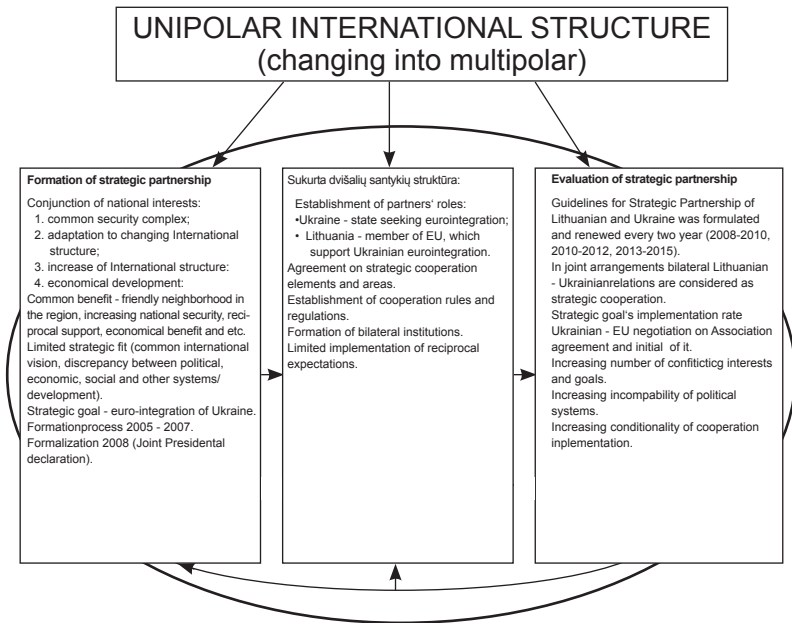 UNIPOLAR INTERNATIONAL STRUCTURE
(changing into multipolar)
Formation of strategic partnership
Conjunction of national interests:
1. common security complex;
2. adaptation to changing International
structure;
3. increase of International structure:
4. economical development:
Common benefit - friendly neighborhood in
the region, increasing national security, reci-
procal support, economical benefit and etc.
Limited strategic fit (common international
vision, discrepancy between political,
economic, social and other systems/
development).
Strategic goal - euro-integration of Ukraine.
Formationprocess 2005 - 2007.
Formalization 2008 (Joint Presidental
declaration).
Sukurta dvišalių santykių struktūra:
Establishment of partners' roles:
•Ukraine - state seeking eurointegration;
• Lithuania - member of EU, which
support Ukrainian eurointegration.
Agreement on strategic cooperation
elements and areas.
Establishment of cooperation rules and
regulations.
Formation of bilateral institutions.
Limited implementation of reciprocal
expectations.
Evaluation of strategic partnership
Guidelines for Strategic Partnership of
Lithuanian and Ukraine was formulated
and renewed every two year (2008-2010,
2010-2012, 2013-2015).
In joint arrangements bilateral Lithuanian
- Ukrainianrelations are considered as
strategic cooperation.
Strategic goal's implementation rate
Ukrainian - EU negotiation on Association
agreement and initial of it.
Increasing number of confiticticg interests
and goals.
Increasing incompability of political
systems.
Increasing conditionality of cooperation
inplementation.